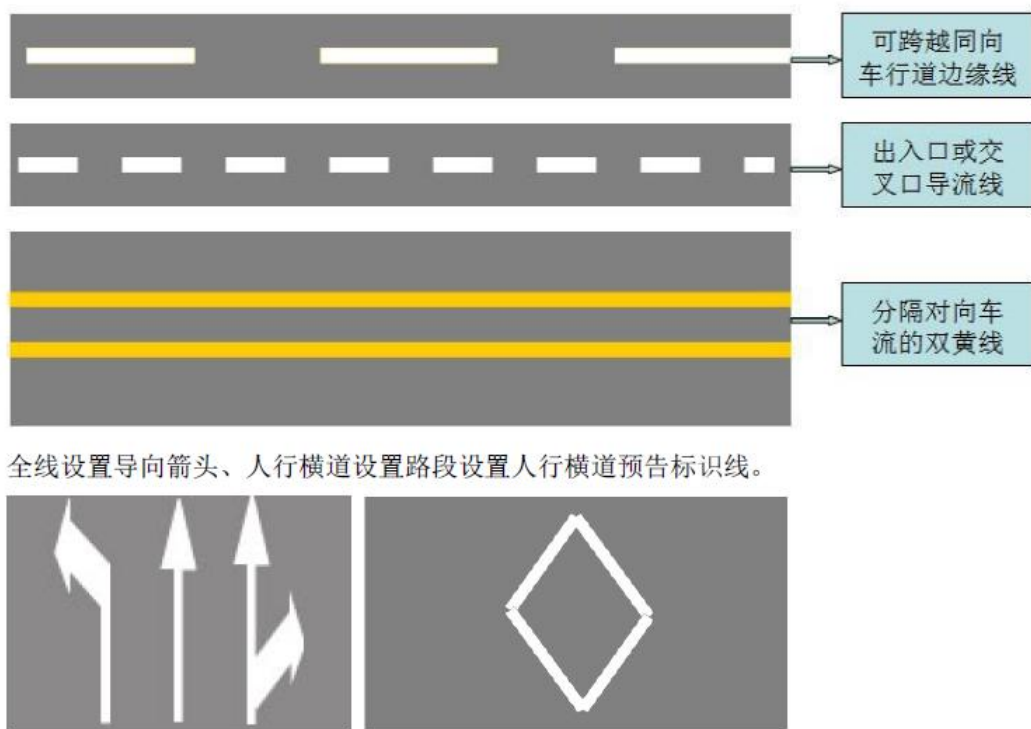 可跨越同向
车行道边缘线
出入口或交
叉口导流线
分隔对向车
流的双黄线
全线设置导向箭头、人行横道设置路段设置人行横道预告标识线。